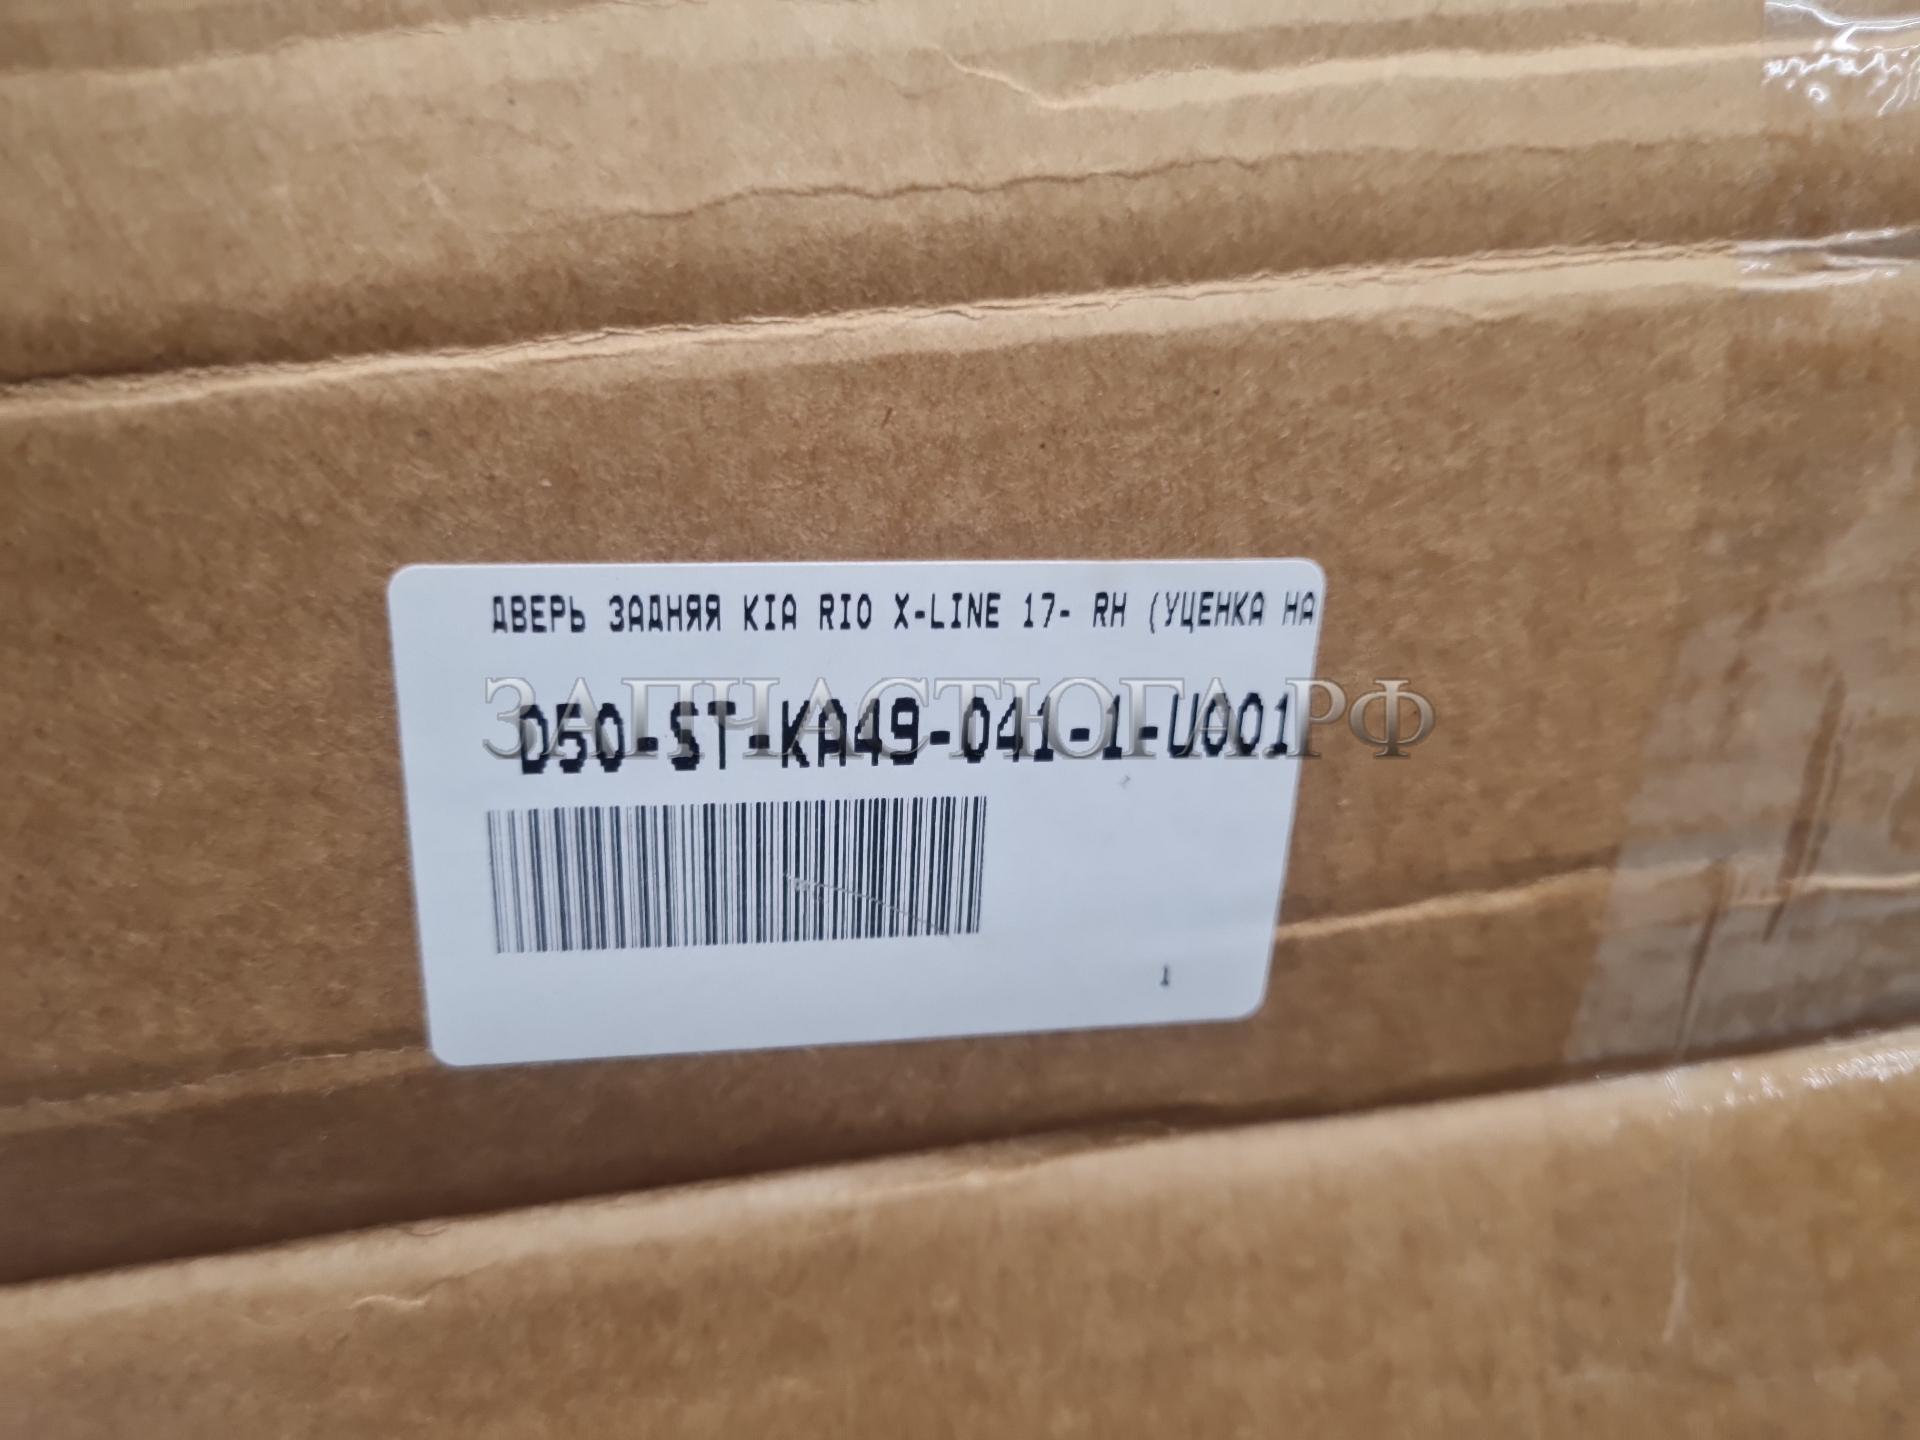 ДВЕРЬ ЗАДНЯЯ KIA RIO X-LINE 17- RH (УЦЕНКА НА
ЗАПЧАСТЮГА.РФ
D50-ST-KA49-041-1-U001
1